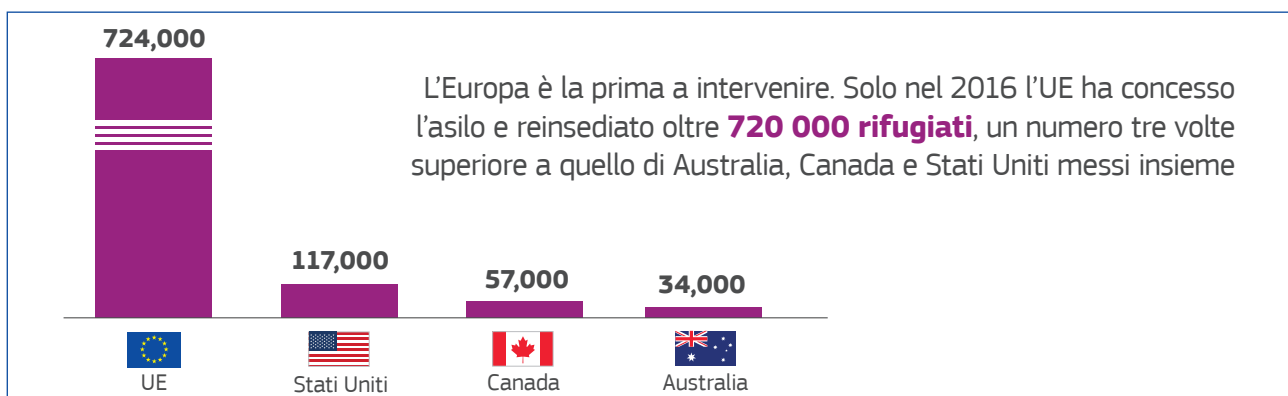 724,000
L'Europa è la prima a intervenire. Solo nel 2016 l'UE ha concesso
l'asilo e reinsediato oltre 720 000 rifugiati, un numero tre volte
superiore a quello di Australia, Canada e Stati Uniti messi insieme
117,000
57,000
34,000
UE
Stati Uniti
Canada
Australia